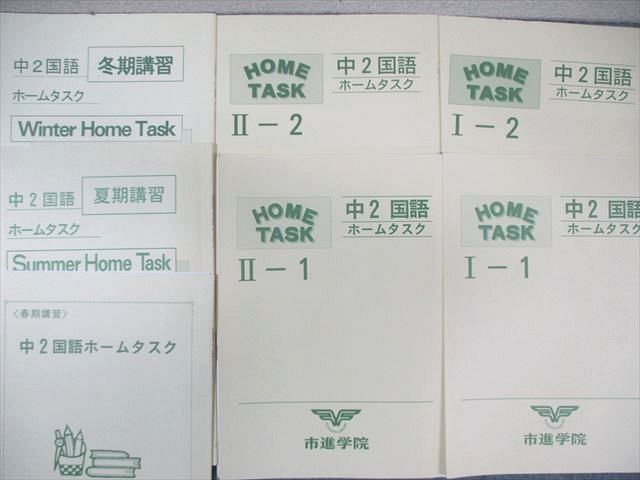 中2国語
冬期講習
ホームタスク
Winter Home Task
HOME
TASK
中2国語
ホームタスク
II-2
HOME
TASK
中2国語
ホームタスク
I-2
中2国語
夏期講習
ホームタスク
Summer Home Task
HOME
TASK
中2国語
ホームタスク
II-1
市進学院
HOME
TASK
中2国語
ホームタスク
I-1
市進学院
〈春期講習〉
中2国語ホームタスク